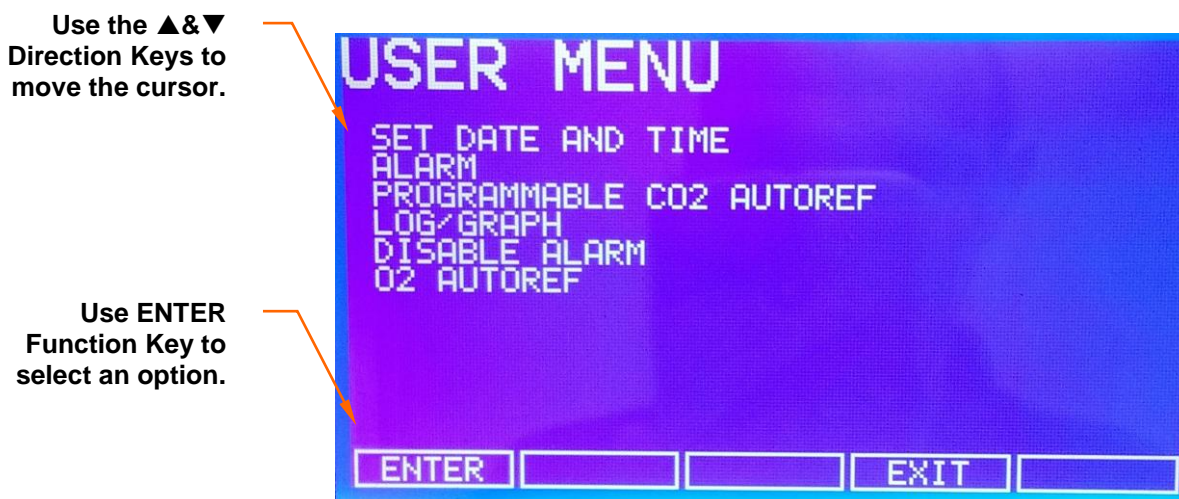 Use the ▲&▼
Direction Keys to
move the cursor.
USER MENU
SET DATE AND TIME
ALARM
PROGRAMMABLE CO2 AUTOREF
LOG/GRAPH
DISABLE ALARM
O2 AUTOREF
Use ENTER
Function Key to
select an option.
ENTER
EXIT